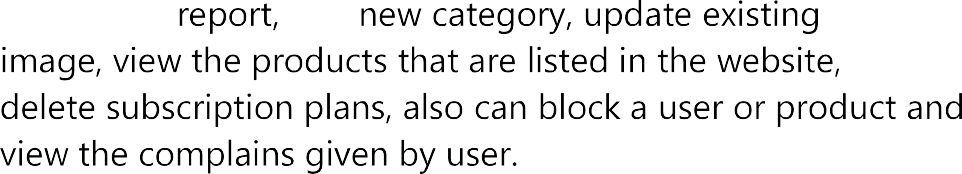 report, new category, update existing
image, view the products that are listed in the website,
delete subscription plans, also can block a user or product and
view the complains given by user.